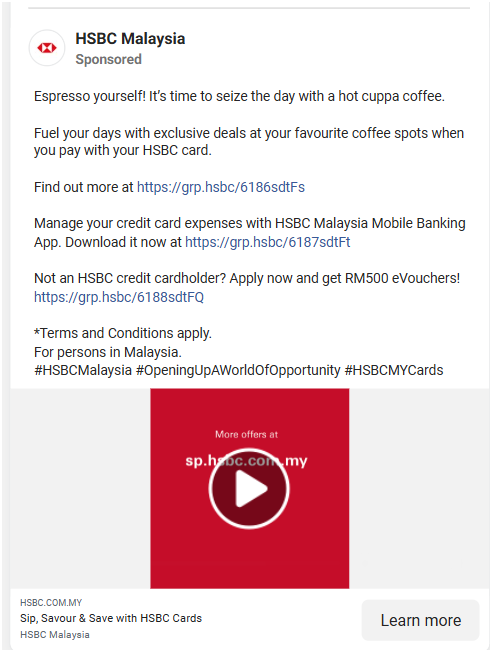 HSBC Malaysia
Sponsored
Espresso yourself! It's time to seize the day with a hot cuppa coffee.
Fuel your days with exclusive deals at your favourite coffee spots when
you pay with your HSBC card.
Find out more at https://grp.hsbc/6186sdtFs
Manage your credit card expenses with HSBC Malaysia Mobile Banking
App. Download it now at https://grp.hsbc/6187sdtFt
Not an HSBC credit cardholder? Apply now and get RM500 eVouchers!
https://grp.hsbc/6188sdtFQ
*Terms and Conditions apply.
For persons in Malaysia.
#HSBCMalaysia #OpeningUpAWorldOfOpportunity #HSBCMYCards
More offers at
sp.hsbc.com.my
HSBC.COM.MY
Sip, Savour & Save with HSBC Cards
HSBC Malaysia
Learn more